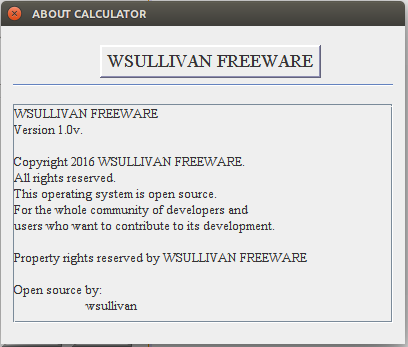 ABOUT CALCULATOR
WSULLIVAN FREEWARE
WSULLIVAN FREEWARE
Version 1.0v.
Copyright 2016 WSULLIVAN FREEWARE.
All rights reserved.
This operating system is open source.
For the whole community of developers and
users who want to contribute to its development.
Property rights reserved by WSULLIVAN FREEWARE
Open source by:
wsullivan